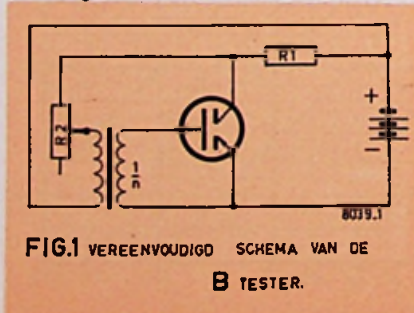 R1
R2
+
1
n
-
8039.1
FIG.1 VEREENVOUDIGD SCHEMA VAN DE
B TESTER.